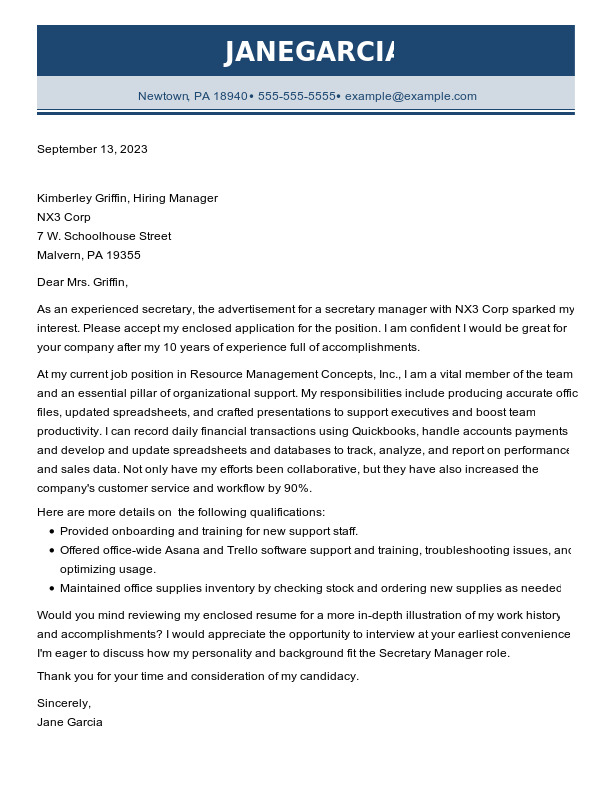 JANEGARCIA
Newtown, PA 18940• 555-555-5555• example@example.com
September 13, 2023
Kimberley Griffin, Hiring Manager
NX3 Corp
7 W. Schoolhouse Street
Malvern, PA 19355
Dear Mrs. Griffin,
As an experienced secretary, the advertisement for a secretary manager with NX3 Corp sparked my
interest. Please accept my enclosed application for the position. I am confident I would be great for
your company after my 10 years of experience full of accomplishments.
At my current job position in Resource Management Concepts, Inc., I am a vital member of the team
and an essential pillar of organizational support. My responsibilities include producing accurate offic
files, updated spreadsheets, and crafted presentations to support executives and boost team
productivity. I can record daily financial transactions using Quickbooks, handle accounts payments
and develop and update spreadsheets and databases to track, analyze, and report on performance
and sales data. Not only have my efforts been collaborative, but they have also increased the
company's customer service and workflow by 90%.
Here are more details on the following qualifications:
• Provided onboarding and training for new support staff.
• Offered office-wide Asana and Trello software support and training, troubleshooting issues, and
optimizing usage.
• Maintained office supplies inventory by checking stock and ordering new supplies as needed
Would you mind reviewing my enclosed resume for a more in-depth illustration of my work history
and accomplishments? I would appreciate the opportunity to interview at your earliest convenience
I'm eager to discuss how my personality and background fit the Secretary Manager role.
Thank you for your time and consideration of my candidacy.
Sincerely,
Jane Garcia